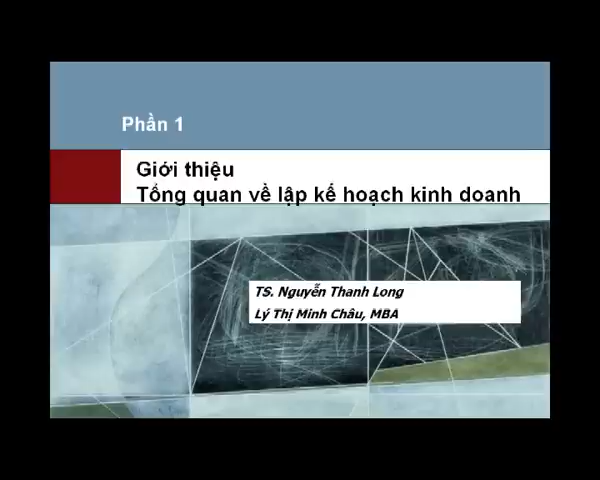 Phần 1
Giới thiệu
Tổng quan về lập kế hoạch kinh doanh
TS. Nguyễn Thanh Long
Lý Thị Minh Châu, MBA